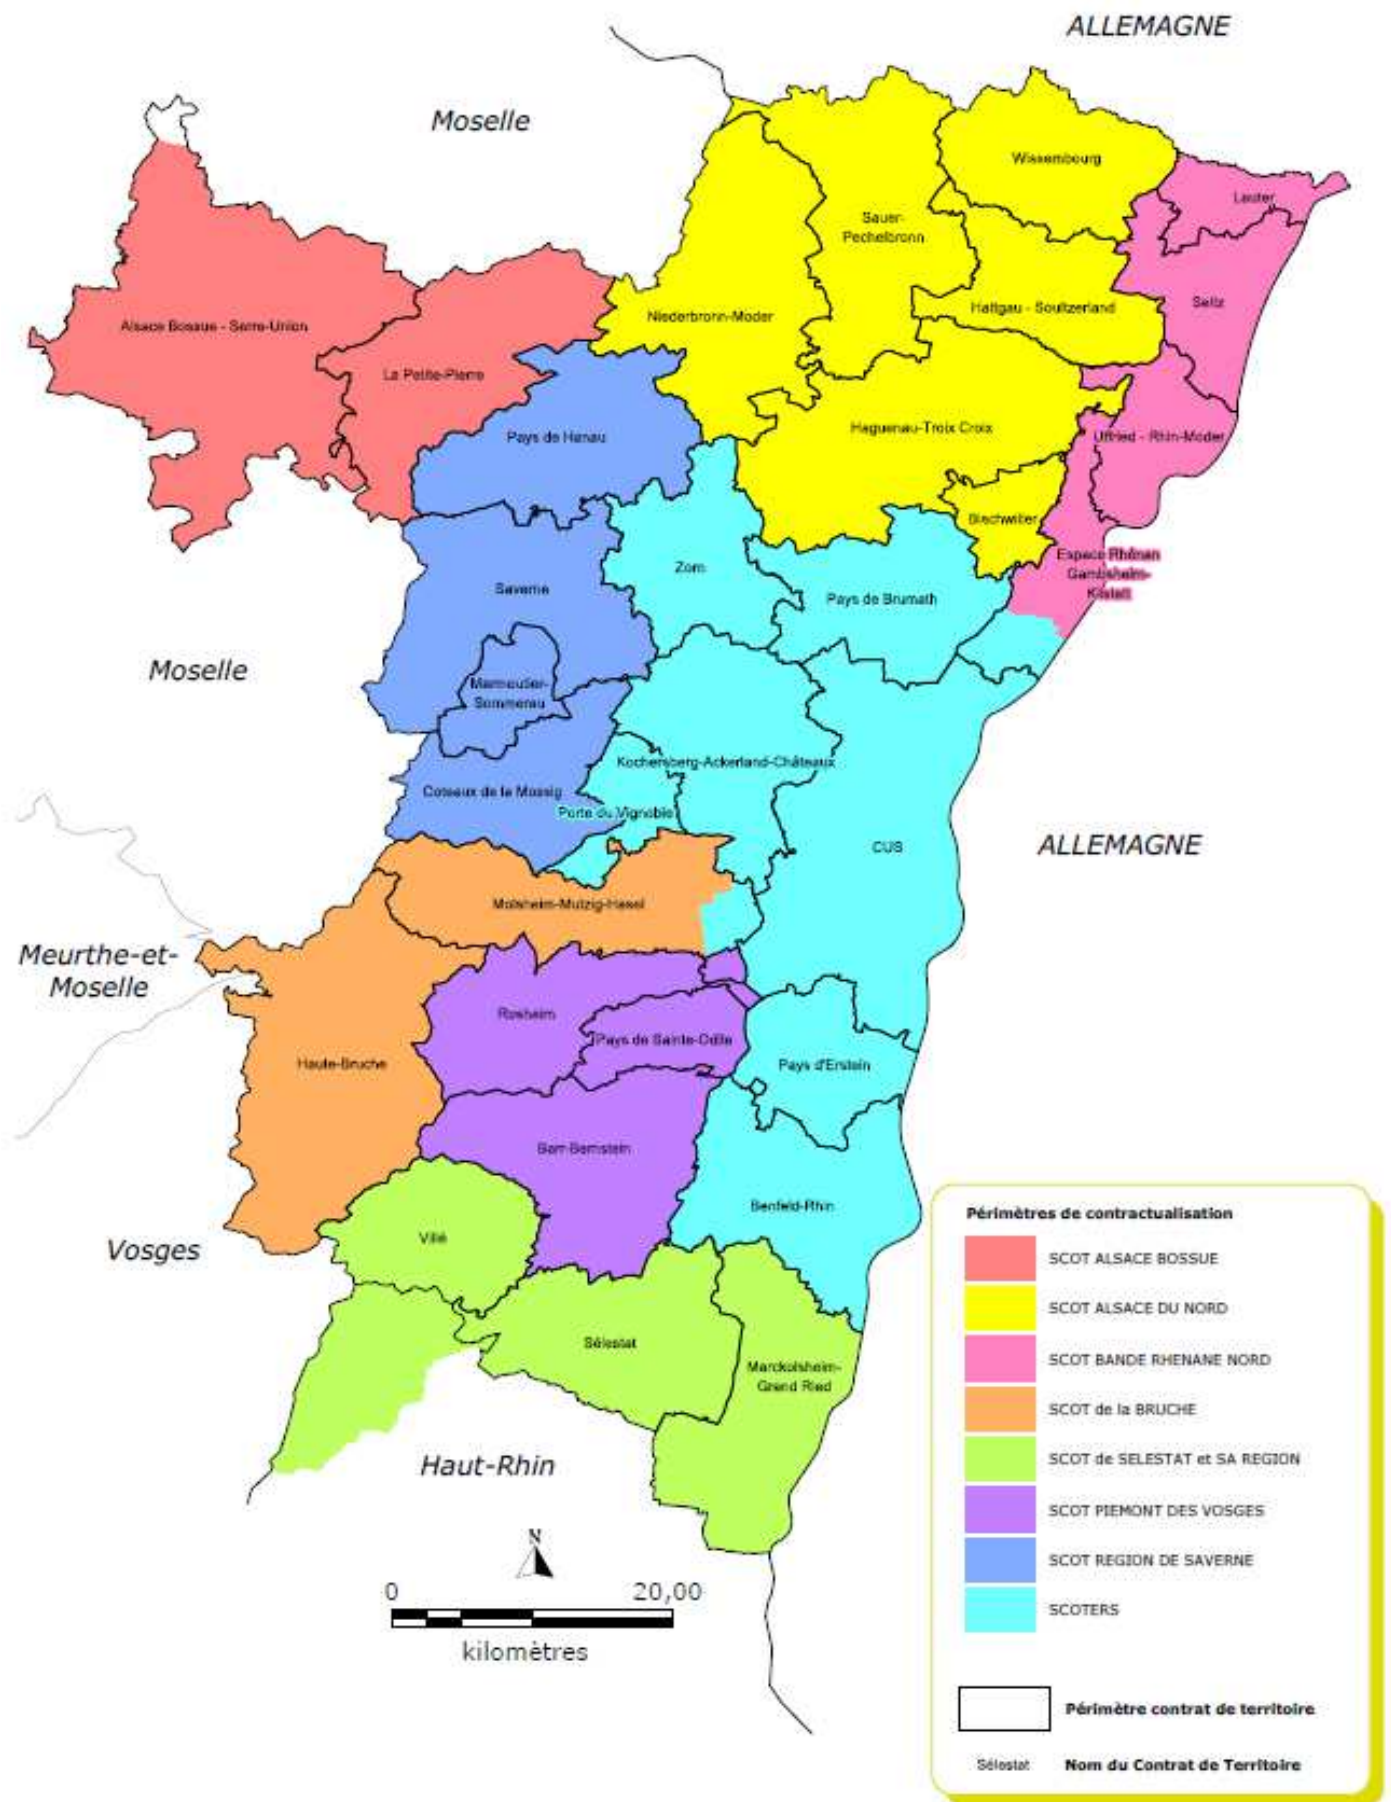 ALLEMAGNE
Moselle
Wissembourg
Lauter
Sauer-
Pechelbronn
Seltz
Hattgau - Soultzerland
Niederbronn-Moder
Alsace Bossue - Sarre-Union
La Petite-Pierre
Haguenau-Troix Croix
Pays de Hanau
Uffried - Rhin-Moder
Bischwiller
Espace Rhénan
Gambsheim-
Kilstett
Zorn
Saverne
Pays de Brumath
Moselle
Marmoutier-
Sommerau
Kochersberg-Ackerland-Châteaux
Coteaux de la Mossig
Porte du Vignoble
CUS
ALLEMAGNE
Molsheim-Mutzig-Hasel
Meurthe-et-
Moselle
Rosheim
Pays de Sainte-Odile
Haute-Bruche
Pays d'Erstein
Barr-Bernstein
Benfeld-Rhin
Vosges
Villé
Sélestat
Marckolsheim-
Grand Ried
Haut-Rhin
N
0 20,00
kilomètres
Périmètres de contractualisation
SCOT ALSACE BOSSUE
SCOT ALSACE DU NORD
SCOT BANDE RHENANE NORD
SCOT de la BRUCHE
SCOT de SELESTAT et SA REGION
SCOT PIEMONT DES VOSGES
SCOT REGION DE SAVERNE
SCOTERS
Périmètre contrat de territoire
Sélestat Nom du Contrat de Territoire